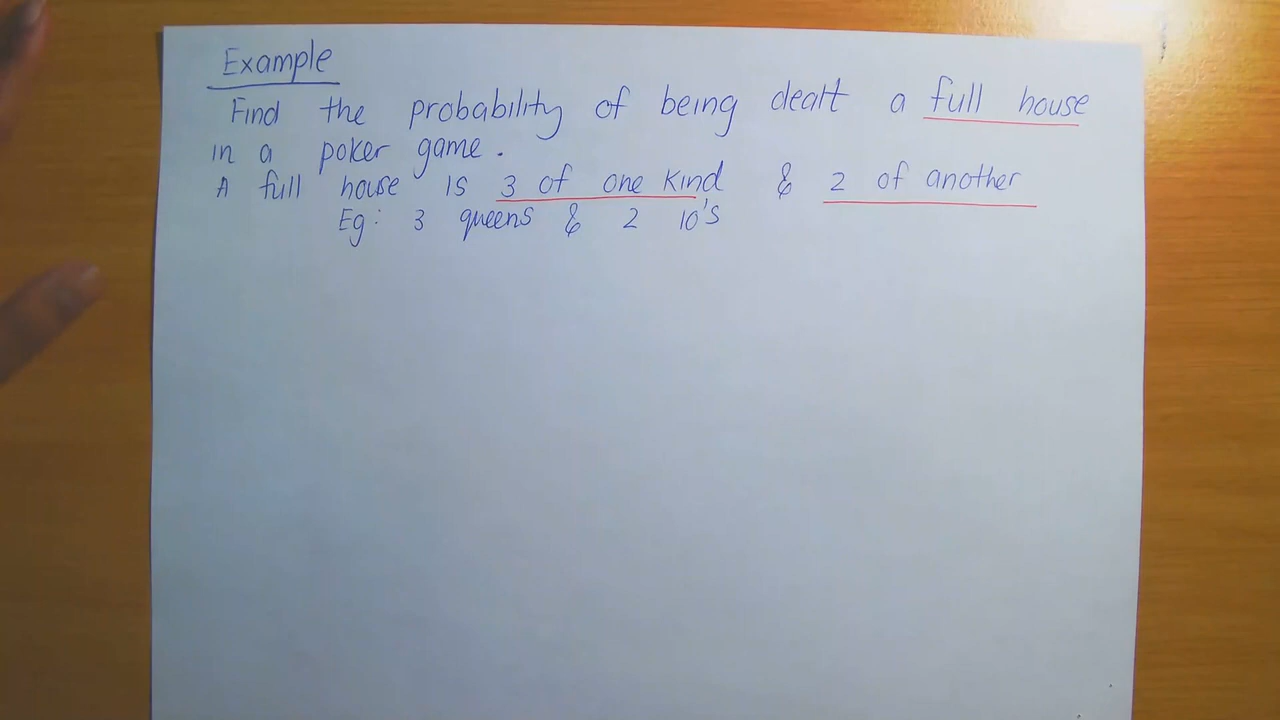 Example
Find the probability of being dealt a full house
in a poker game.
A full house is 3 of one kind & 2 of another
Eg: 3 queens & 2 10's